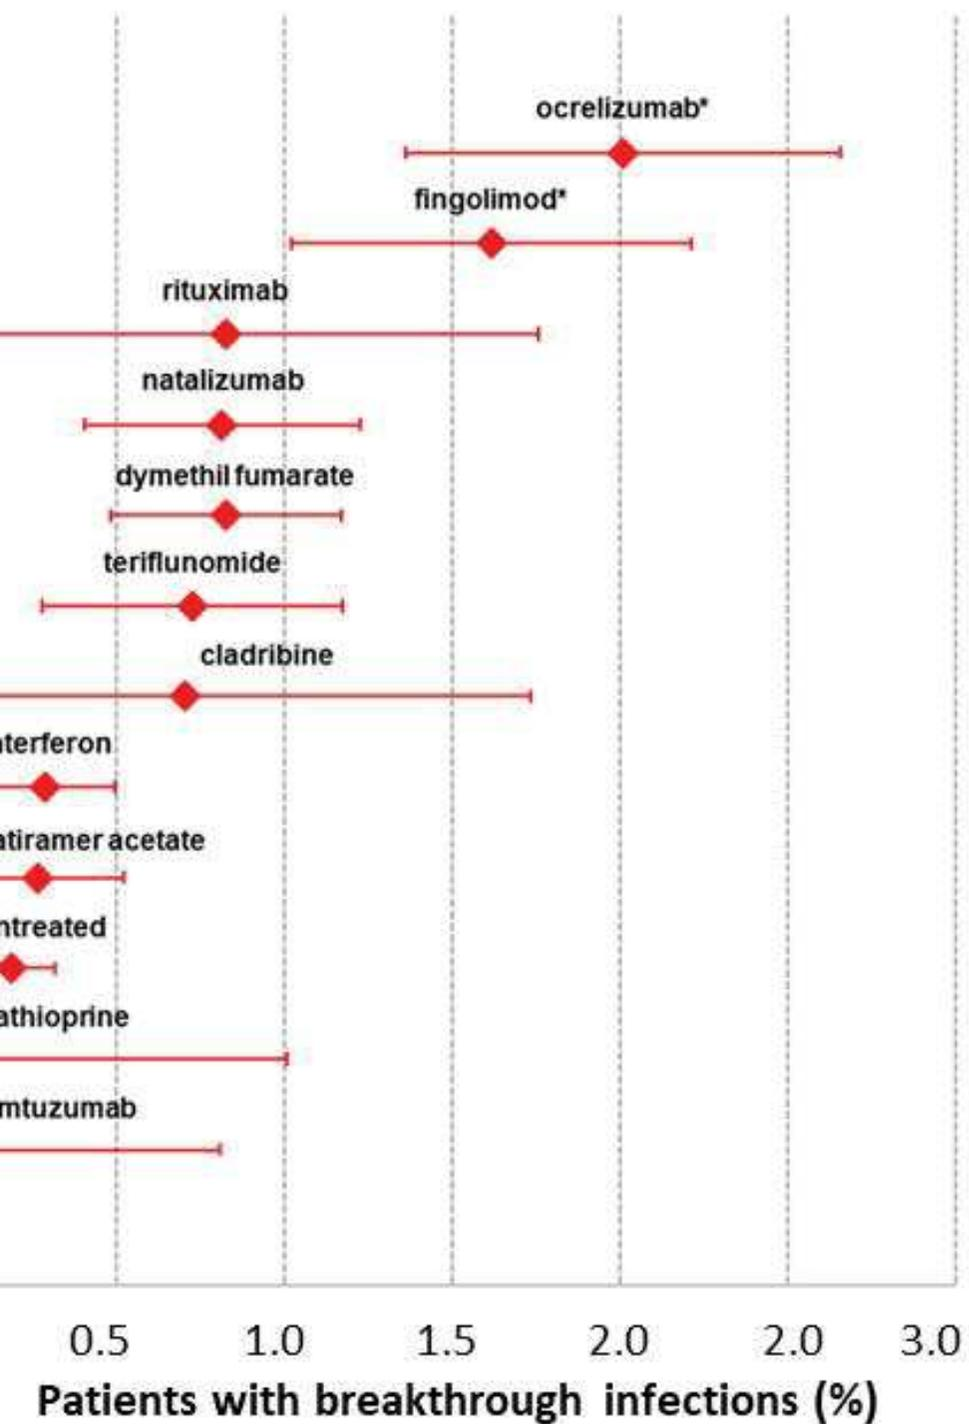 ocrelizumab*
fingolimod*
rituximab
natalizumab
dymethil fumarate
teriflunomide
cladribine
nterferon
atiramer acetate
ntreated
athioprine
mtuzumab
0.5 1.0 1.5 2.0 2.0 3.0
Patients with breakthrough infections (%)